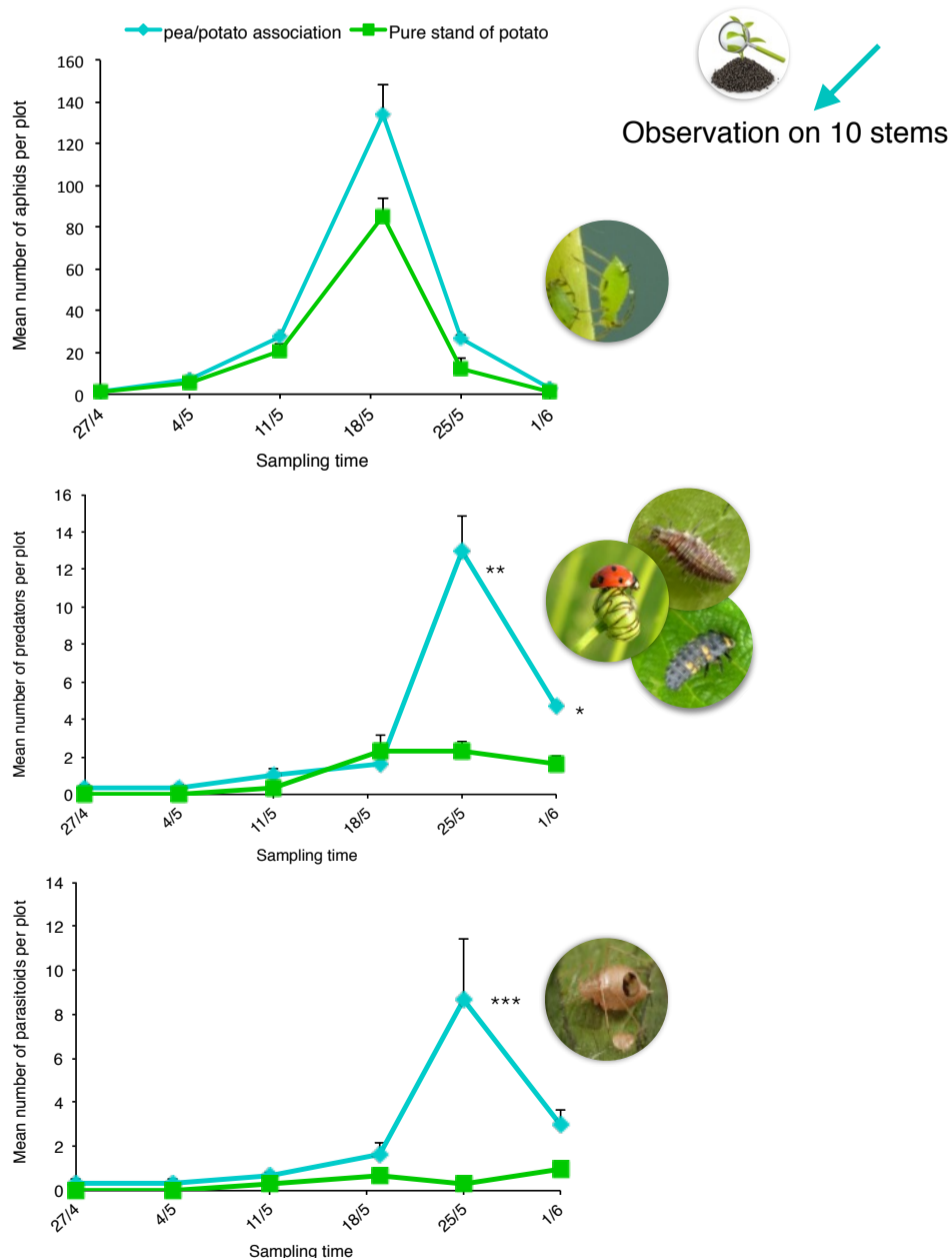 pea/potato association Pure stand of potato
Observation on 10 stems
Mean number of aphids per plot
160
140
120
100
80
60
40
20
0
27/4 4/5 11/5 18/5 25/5 1/6
Sampling time
Mean number of predators per plot
16
14
12
10
8
6
4
2
0
**
*
27/4 4/5 11/5 18/5 25/5 1/6
Sampling time
Mean number of parasitoids per plot
14
12
10
8
6
4
2
0
***
27/4 4/5 11/5 18/5 25/5 1/6
Sampling time